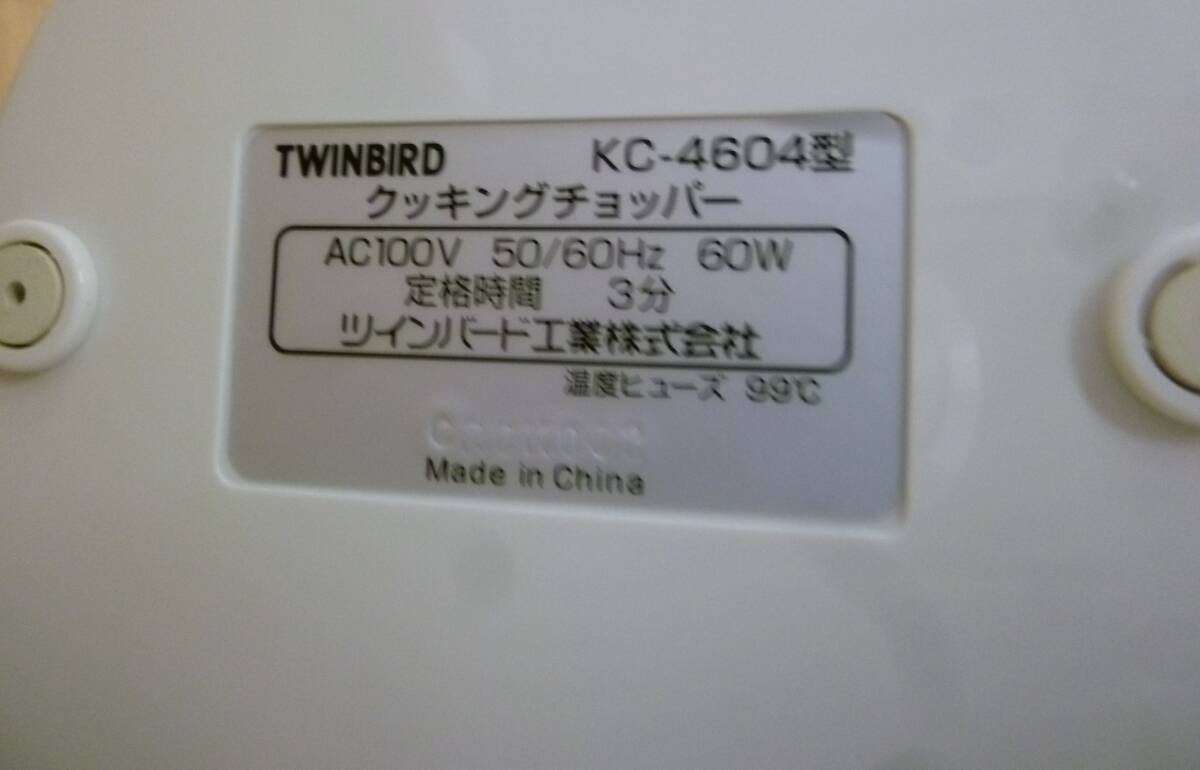 TWINBIRD KC-4604型
クッキングチョッパー
AC100V 50/60Hz 60W
定格時間 3分
ツインバード工業株式会社
温度ヒューズ 99℃
Made in China